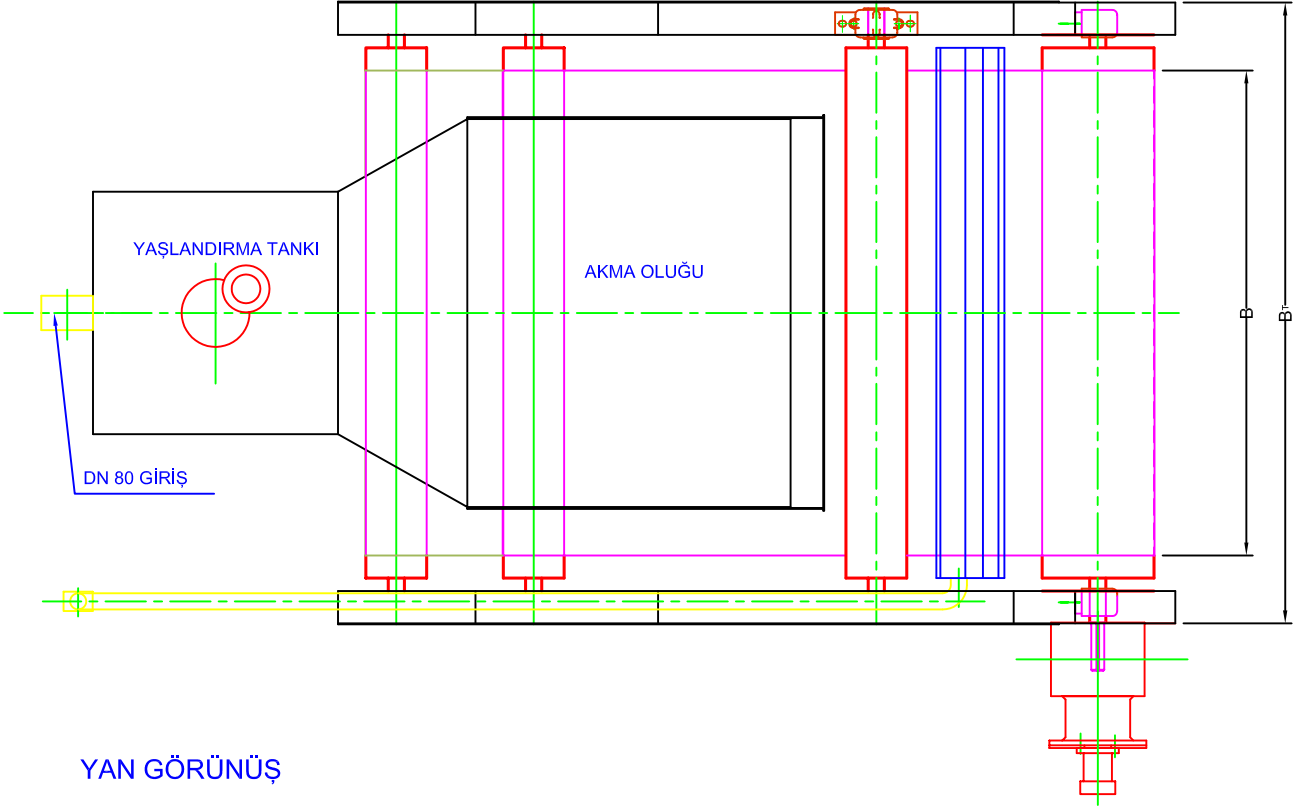 YAŞLANDIRMA TANKI
AKMA OLUĞU
B
BT
DN 80 GİRİŞ
YAN GÖRÜNÜŞ